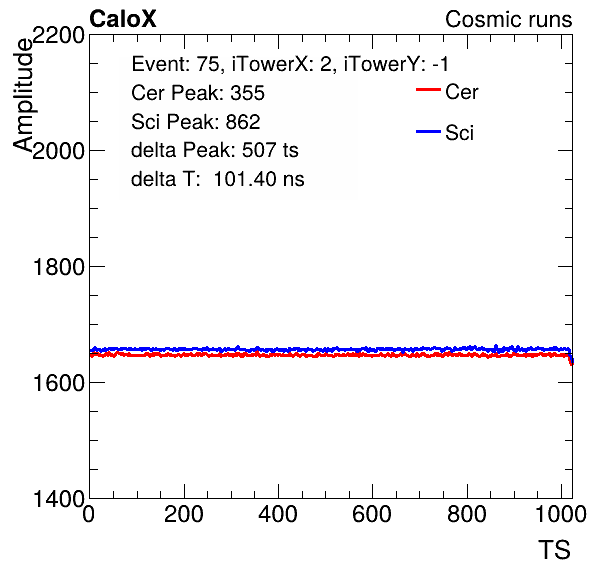 CaloX Cosmic runs
Amplitude
2200
2000
1800
1600
1400
Event: 75, iTowerX: 2, iTowerY: -1
Cer Peak: 355
Sci Peak: 862
delta Peak: 507 ts
delta T: 101.40 ns
Cer
Sci
0 200 400 600 800 1000
TS